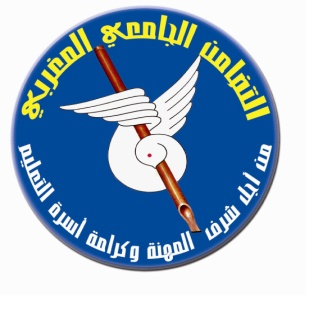 التضامن الجامعي المغربي
من أجل شرف المهنة وكرامة أسرة التعليم